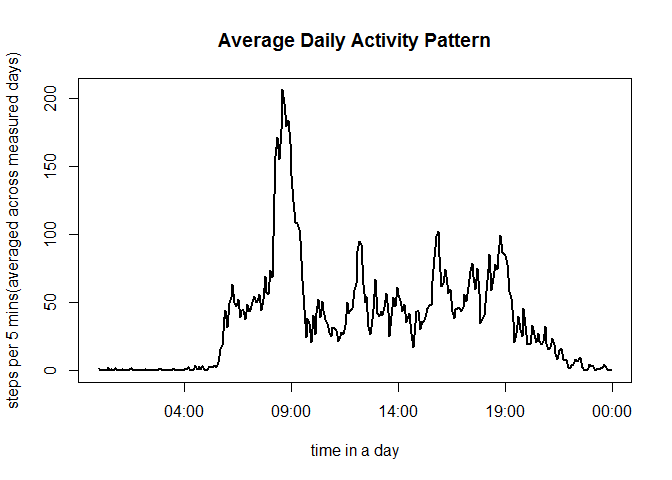 Average Daily Activity Pattern
steps per 5 mins(averaged across measured days)
200
150
100
50
0
04:00 09:00 14:00 19:00 00:00
time in a day